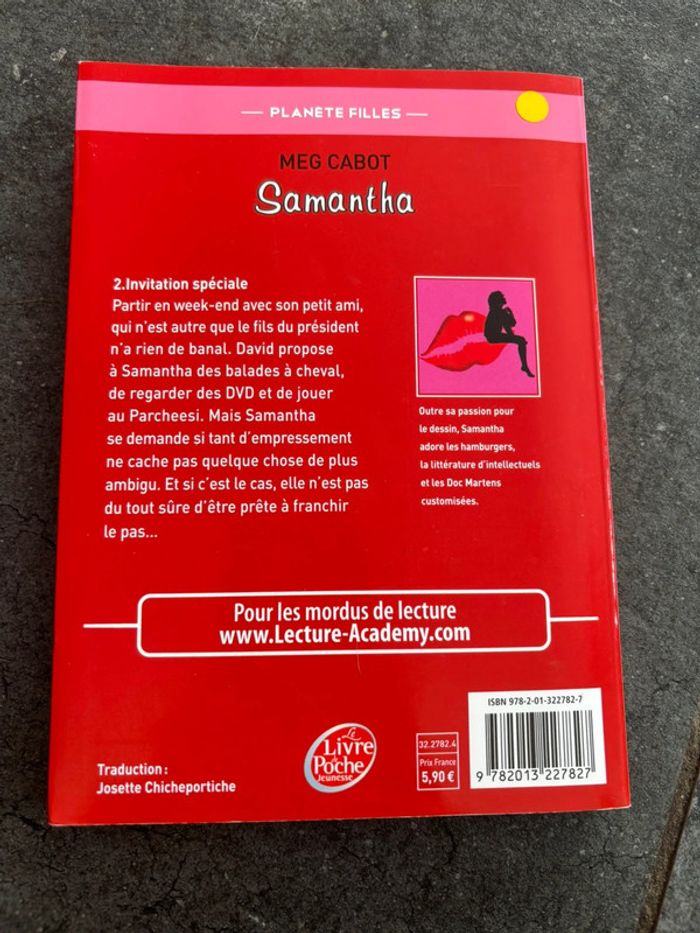 — PLANÈTE FILLES —
MEG CABOT
Samantha
2.Invitation spéciale
Partir en week-end avec son petit ami,
qui n'est autre que le fils du président
n'a rien de banal. David propose
à Samantha des balades à cheval,
de regarder des DVD et de jouer
au Parcheesi. Mais Samantha
se demande si tant d'empressement
ne cache pas quelque chose de plus
ambigu. Et si c'est le cas, elle n'est pas
du tout sûre d'être prête à franchir
le pas...
Outre sa passion pour
le dessin, Samantha
adore les hamburgers,
la littérature d'intellectuels
et les Doc Martens
customisées.
Pour les mordus de lecture
www.Lecture-Academy.com
Traduction :
Josette Chicheportiche
Le
Livre
de
Poche
Jeunesse
32.2782.4
Prix France
5,90 €
ISBN 978-2-01-322782-7
9 782013 227827